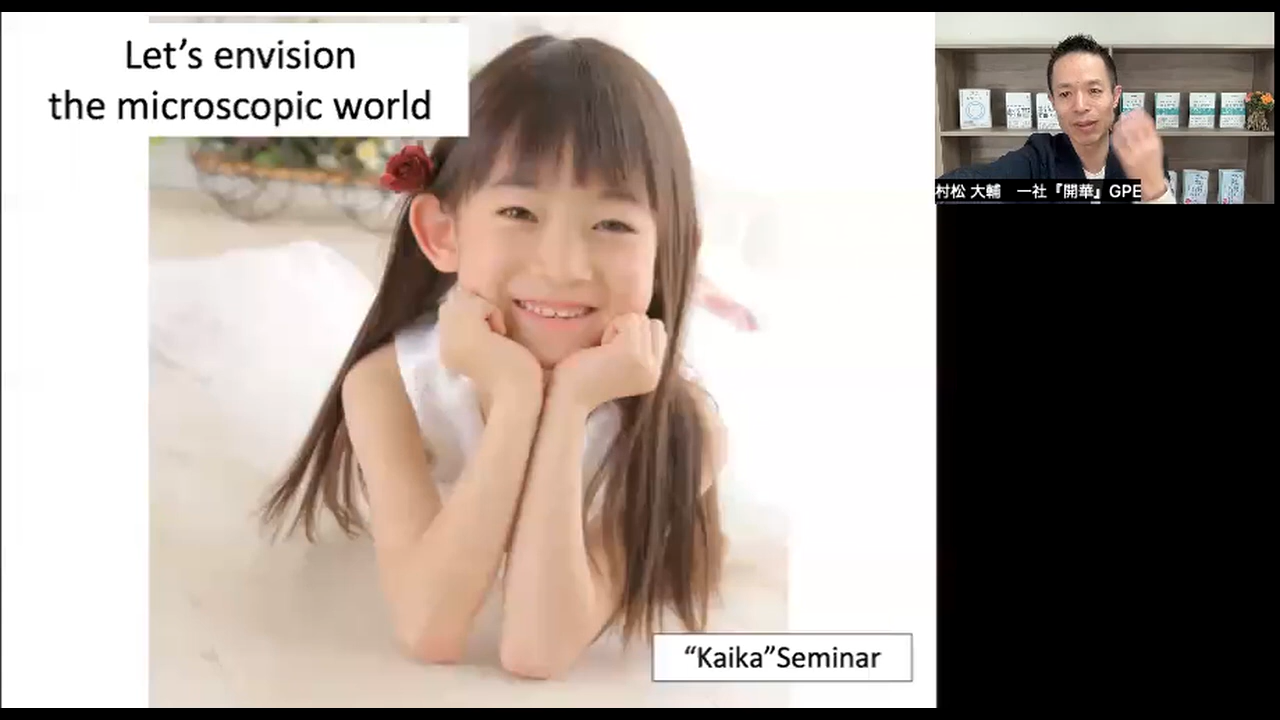 Let’s envision
the microscopic world
村松 大輔　一社『開華』GPE
“Kaika”Seminar